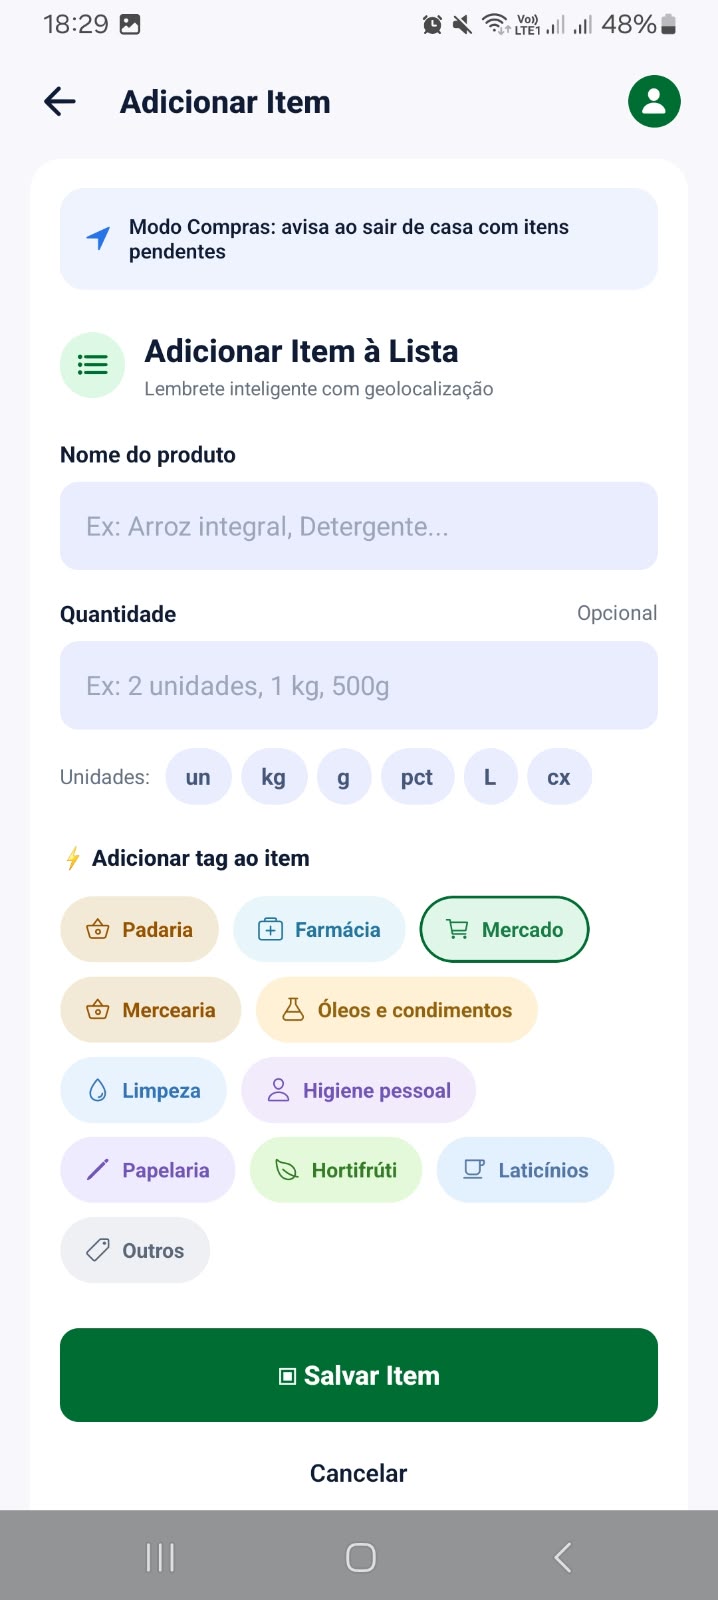 18:29 Vo)) LTE1 48%
Adicionar Item
Modo Compras: avisa ao sair de casa com itens
pendentes
Adicionar Item à Lista
Lembrete inteligente com geolocalização
Nome do produto
Ex: Arroz integral, Detergente...
Quantidade Opcional
Ex: 2 unidades, 1 kg, 500g
Unidades: un kg g pct L cx
⚡ Adicionar tag ao item
Padaria Farmácia Mercado
Mercearia Óleos e condimentos
Limpeza Higiene pessoal
Papelaria Hortifrúti Laticínios
Outros
▣ Salvar Item
Cancelar